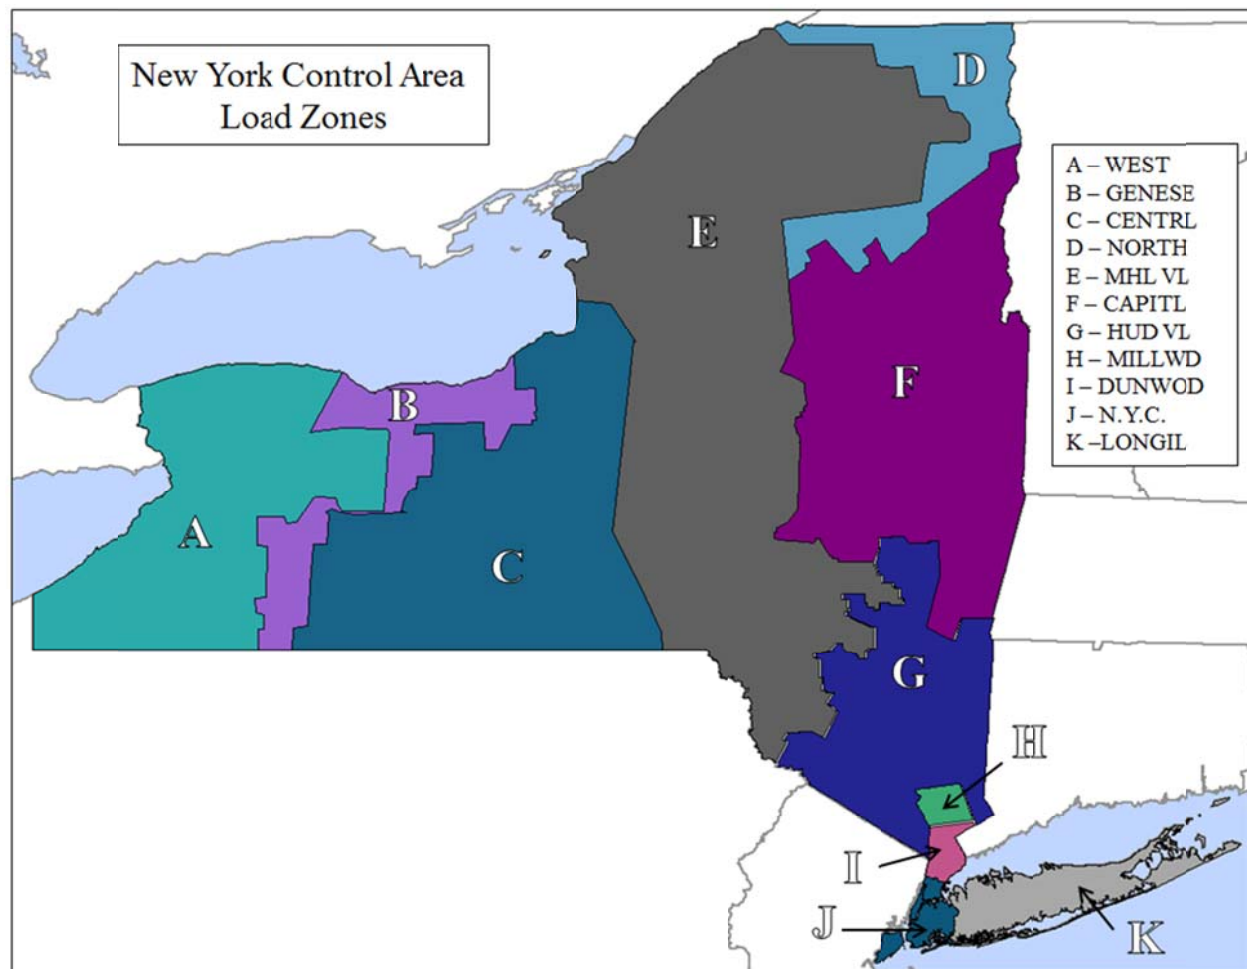 New York Control Area
Load Zones
D
A – WEST
B – GENESE
C – CENTRL
D – NORTH
E – MHL VL
F – CAPITL
G – HUD VL
H – MILLWD
I – DUNWOD
J – N.Y.C.
K –LONGIL
E
F
B
A
C
G
H
I
J
K